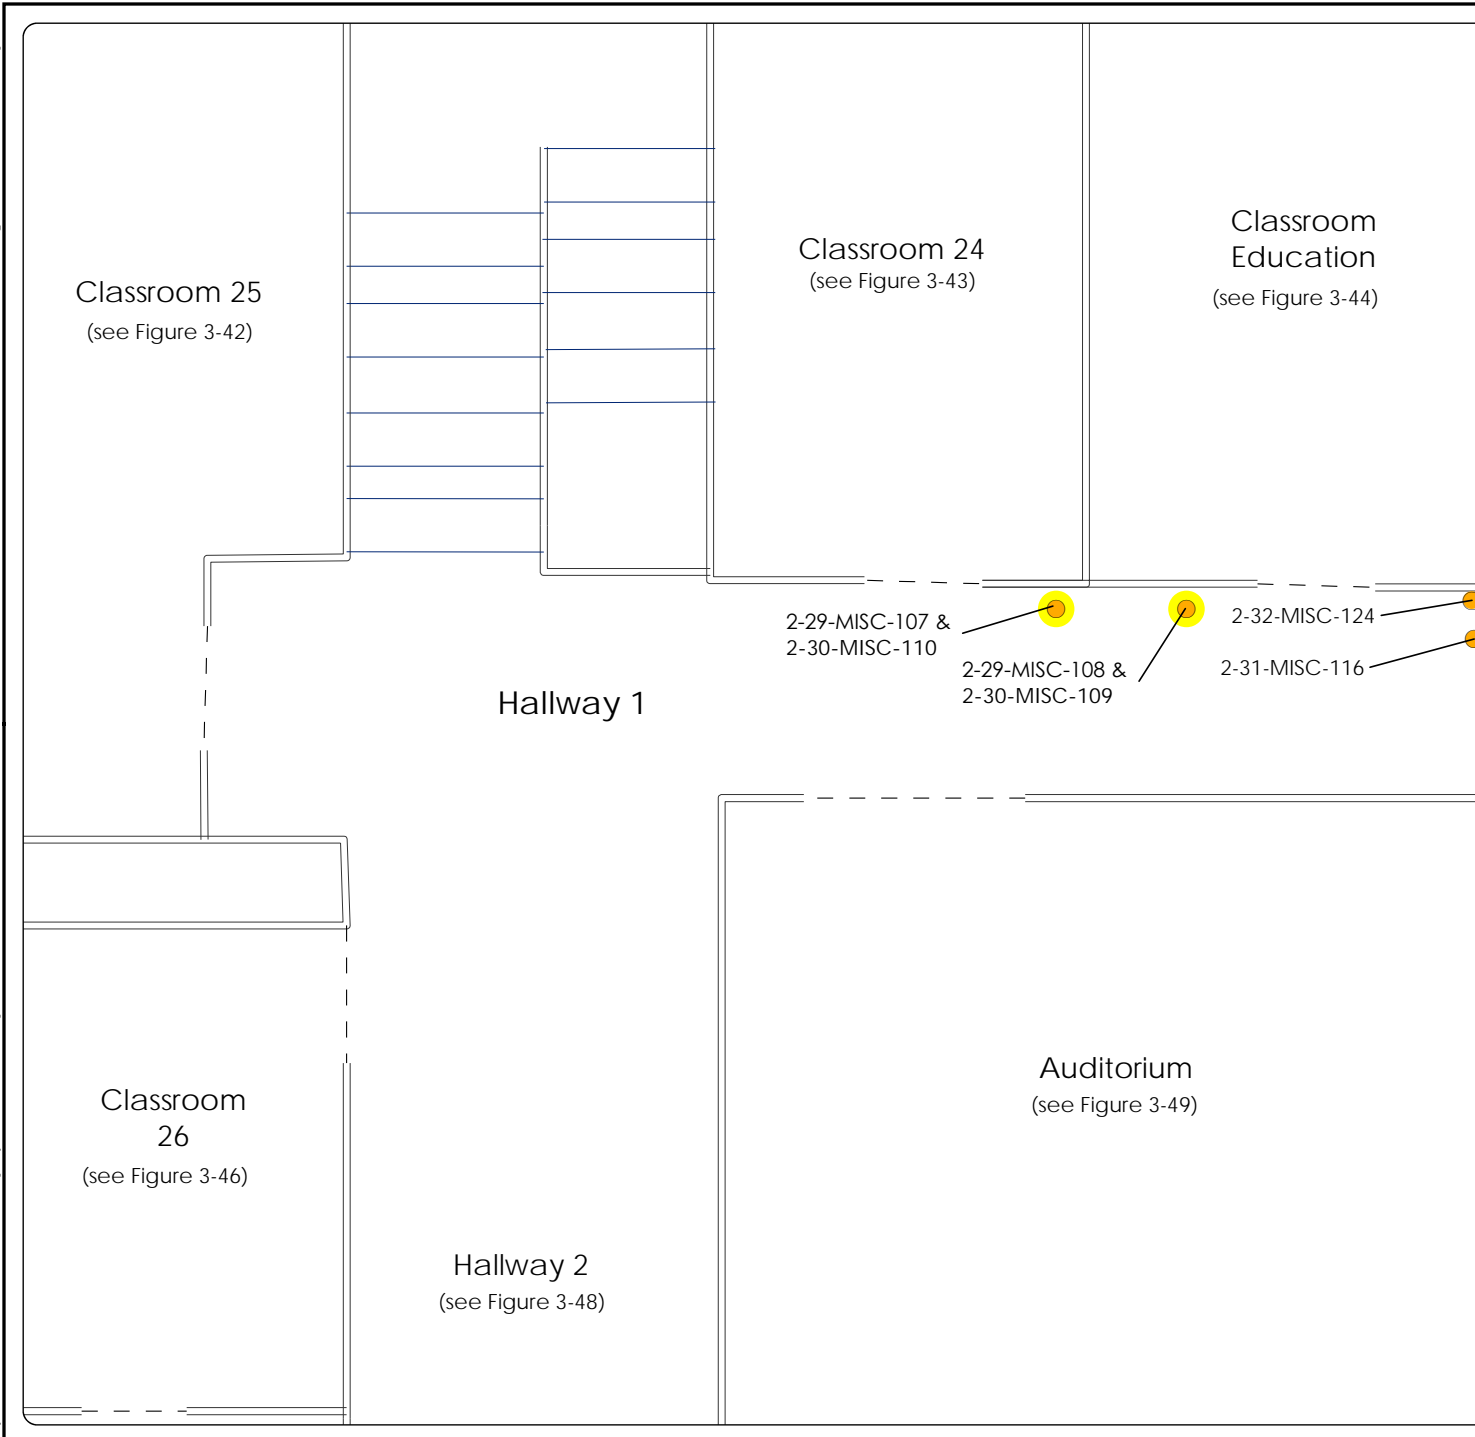 Classroom 25
(see Figure 3-42)
Classroom 24
(see Figure 3-43)
Classroom
Education
(see Figure 3-44)
2-29-MISC-107 &
2-30-MISC-110
2-29-MISC-108 &
2-30-MISC-109
2-32-MISC-124
2-31-MISC-116
Hallway 1
Classroom
26
(see Figure 3-46)
Auditorium
(see Figure 3-49)
Hallway 2
(see Figure 3-48)